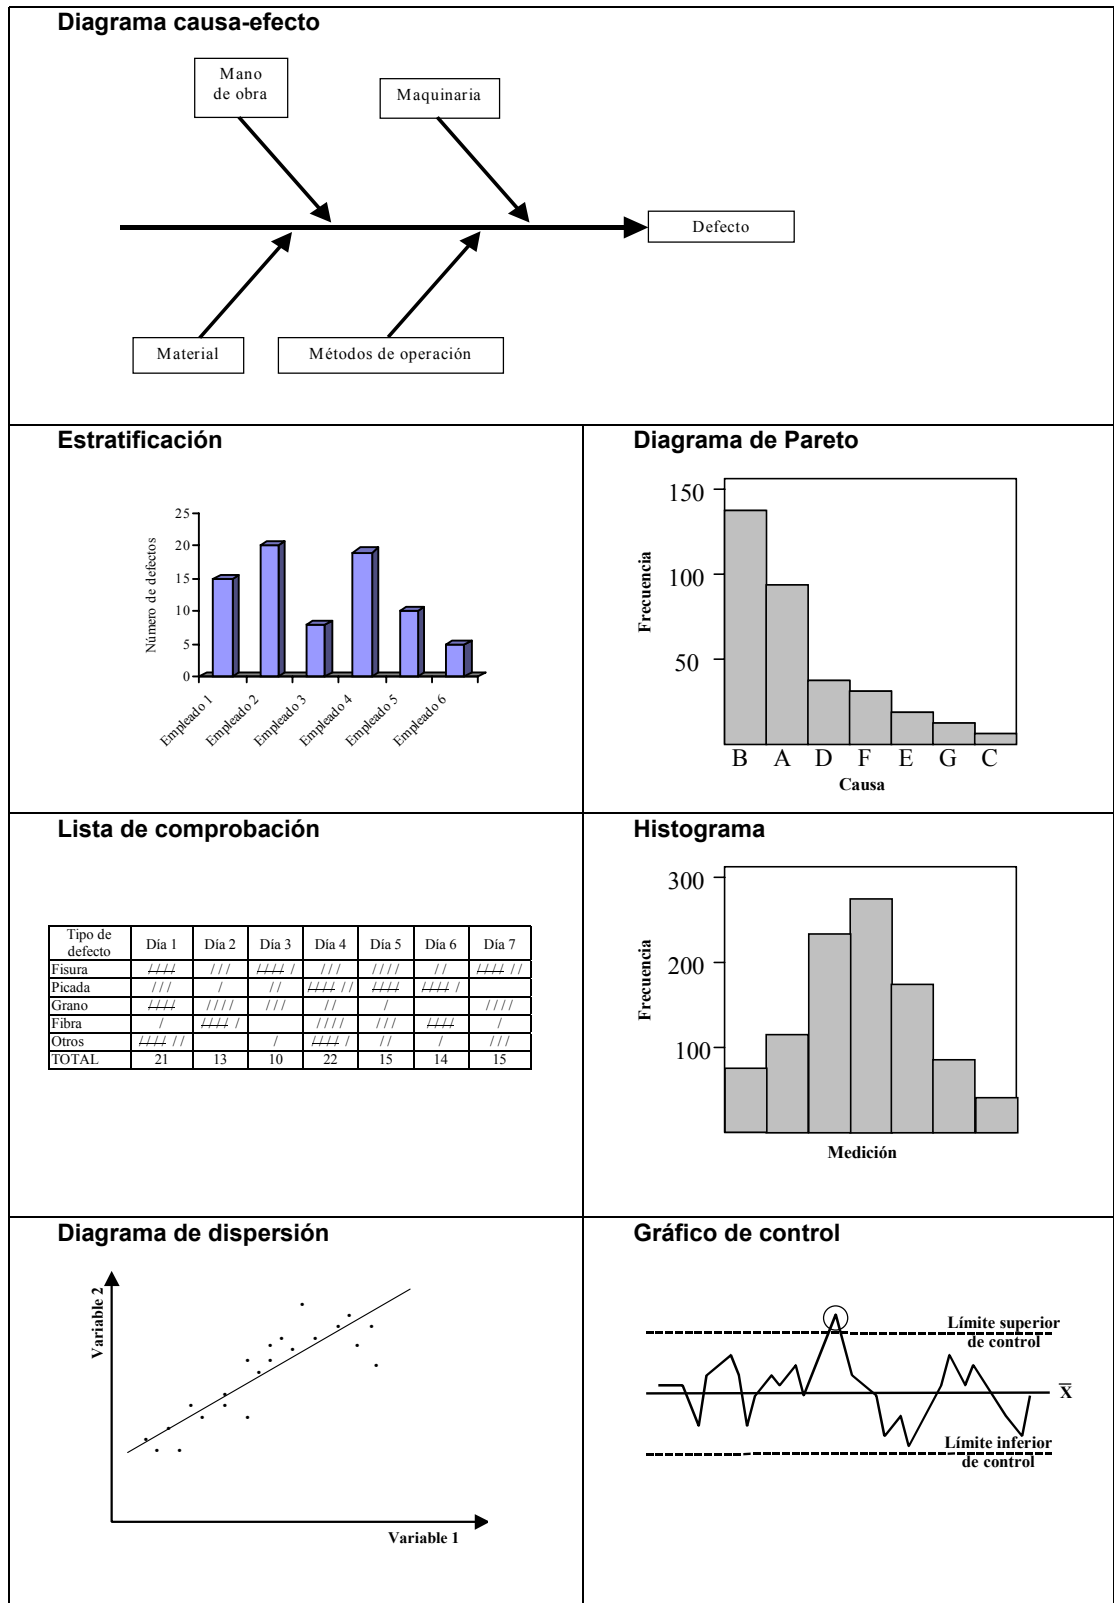 Diagrama causa-efecto
Mano
de obra
Maquinaria
Defecto
Material
Métodos de operación
Estratificación
Número de defectos
25
20
15
10
5
0
Empleado 1
Empleado 2
Empleado 3
Empleado 4
Empleado 5
Empleado 6
Diagrama de Pareto
Frecuencia
150
100
50
B A D F E G C
Causa
Lista de comprobación
Tipo de
defecto Día 1 Día 2 Día 3 Día 4 Día 5 Día 6 Día 7
Fisura //// /// //// / /// //// // //// //
Picada /// / // //// // //// //// /
Grano //// //// /// // / ////
Fibra / //// / //// /// //// /
Otros //// // / //// / // / ///
TOTAL 21 13 10 22 15 14 15
Histograma
Frecuencia
300
200
100
Medición
Diagrama de dispersión
Variable 2
Variable 1
Gráfico de control
Límite superior
de control
X̅
Límite inferior
de control